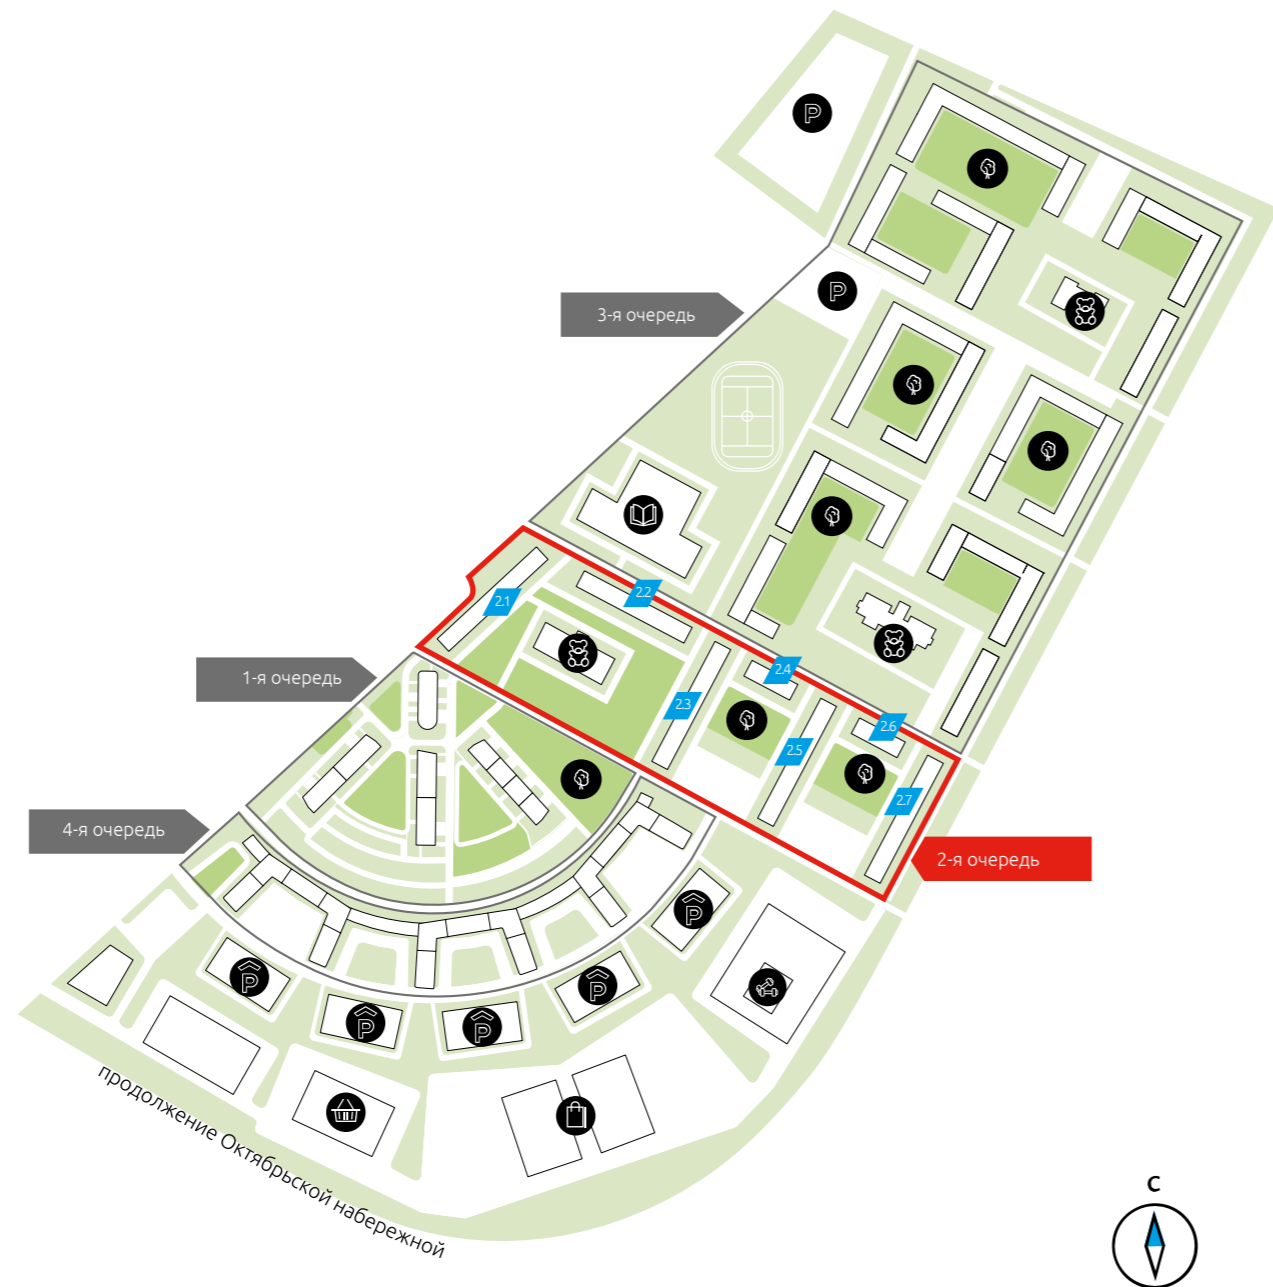 P
P
3-я очередь
2.1
2.2
1-я очередь
2.3
2.4
2.5
2.6
2.7
4-я очередь
2-я очередь
P
P
P
P
P
продолжение Октябрьской набережной
С